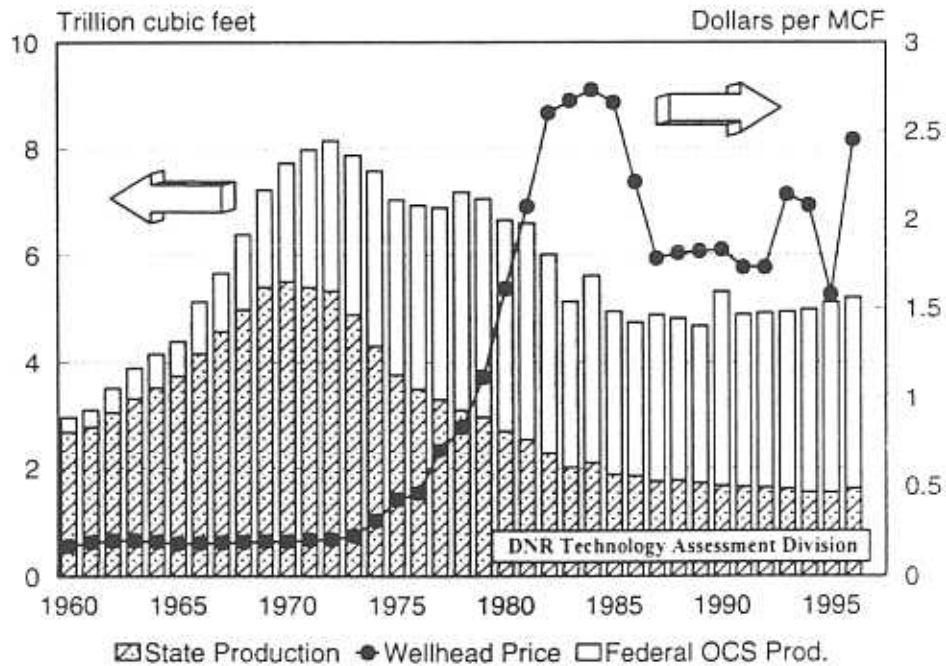 Trillion cubic feet Dollars per MCF
10 3
8 2.5
6 2
4 1.5
2 1
0 0.5
0
DNR Technology Assessment Division
1960 1965 1970 1975 1980 1985 1990 1995
State Production Wellhead Price Federal OCS Prod.